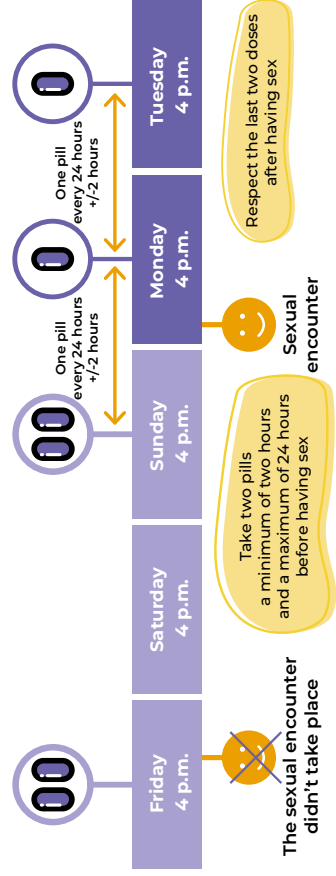 One pill
every 24 hours
+/-2 hours
One pill
every 24 hours
+/-2 hours
Friday
4 p.m.
Saturday
4 p.m.
Sunday
4 p.m.
Monday
4 p.m.
Tuesday
4 p.m.
The sexual encounter
didn't take place
Take two pills
a minimum of two hours
and a maximum of 24 hours
before having sex
Sexual
encounter
Respect the last two doses
after having sex